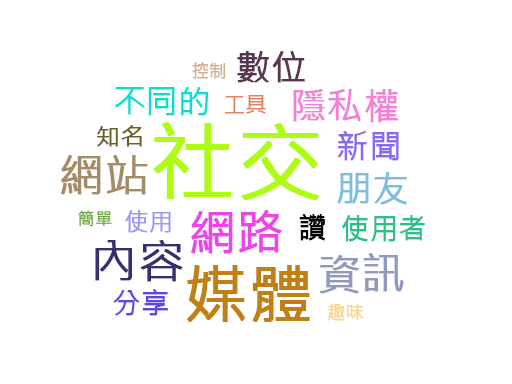 控制
數位
不同的
工具
隱私權
知名
社交
新聞
網站
朋友
簡單
使用
網路
讚
使用者
內容
媒體
資訊
分享
趣味